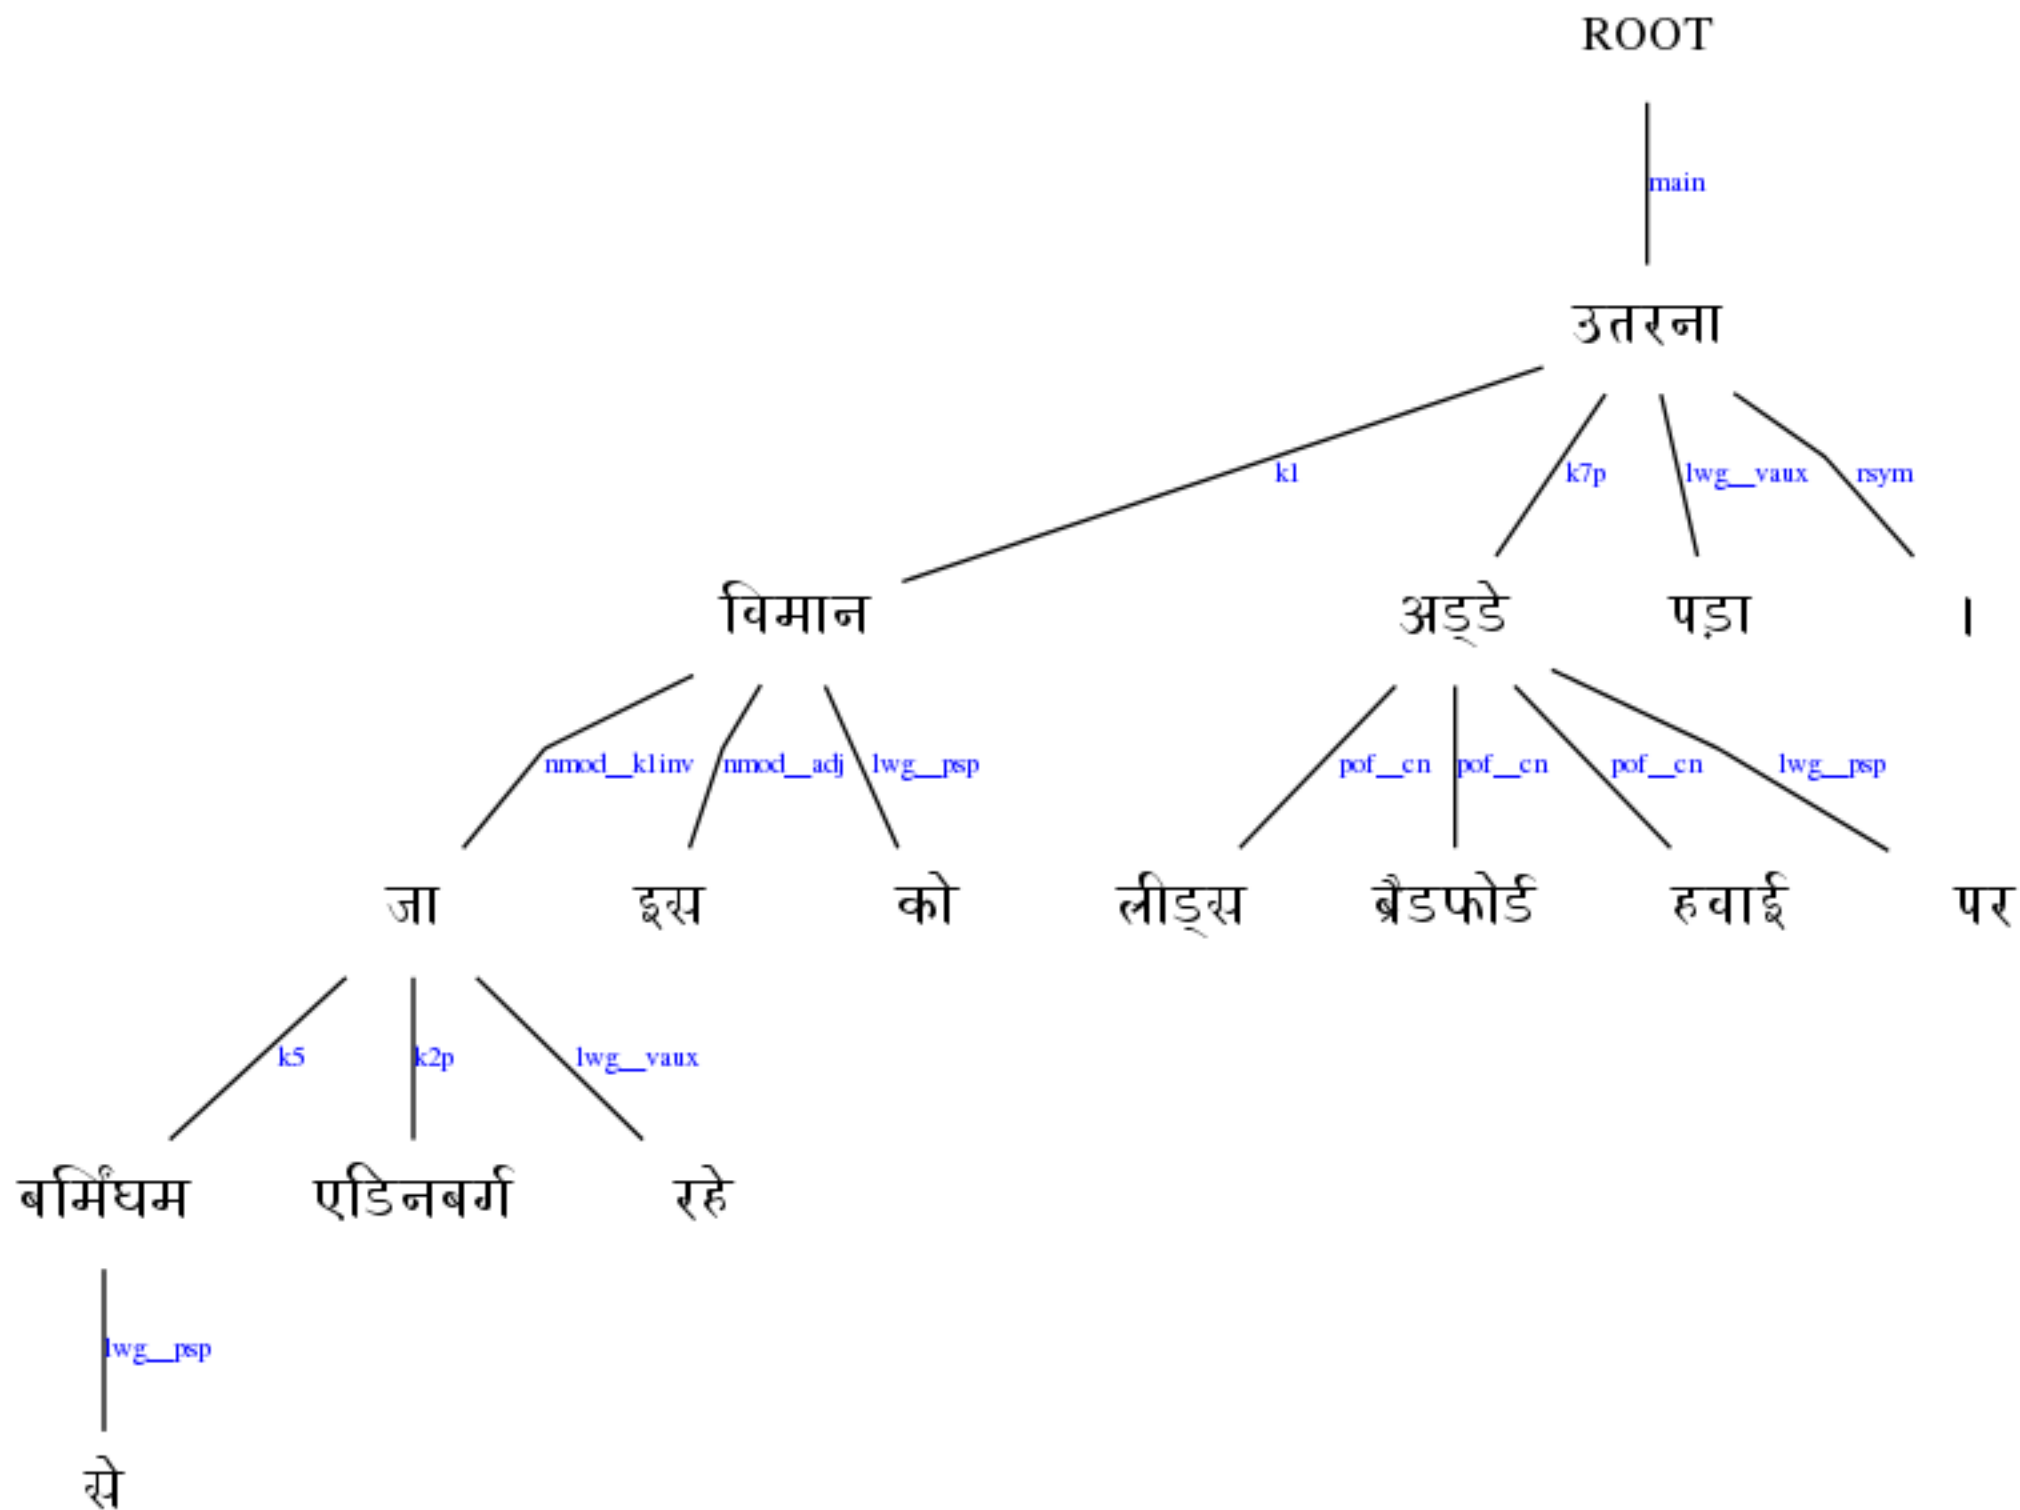 ROOT
main
उतरना
k1 k7p lwg__vaux rsym
विमान अड्डे पड़ा ।
nmod__k1inv nmod__adj lwg__psp pof__cn pof__cn pof__cn lwg__psp
जा इस को लीड्स ब्रैडफोर्ड हवाई पर
k5 k2p lwg__vaux
बर्मिंघम एडिनबर्ग रहे
lwg__psp
से